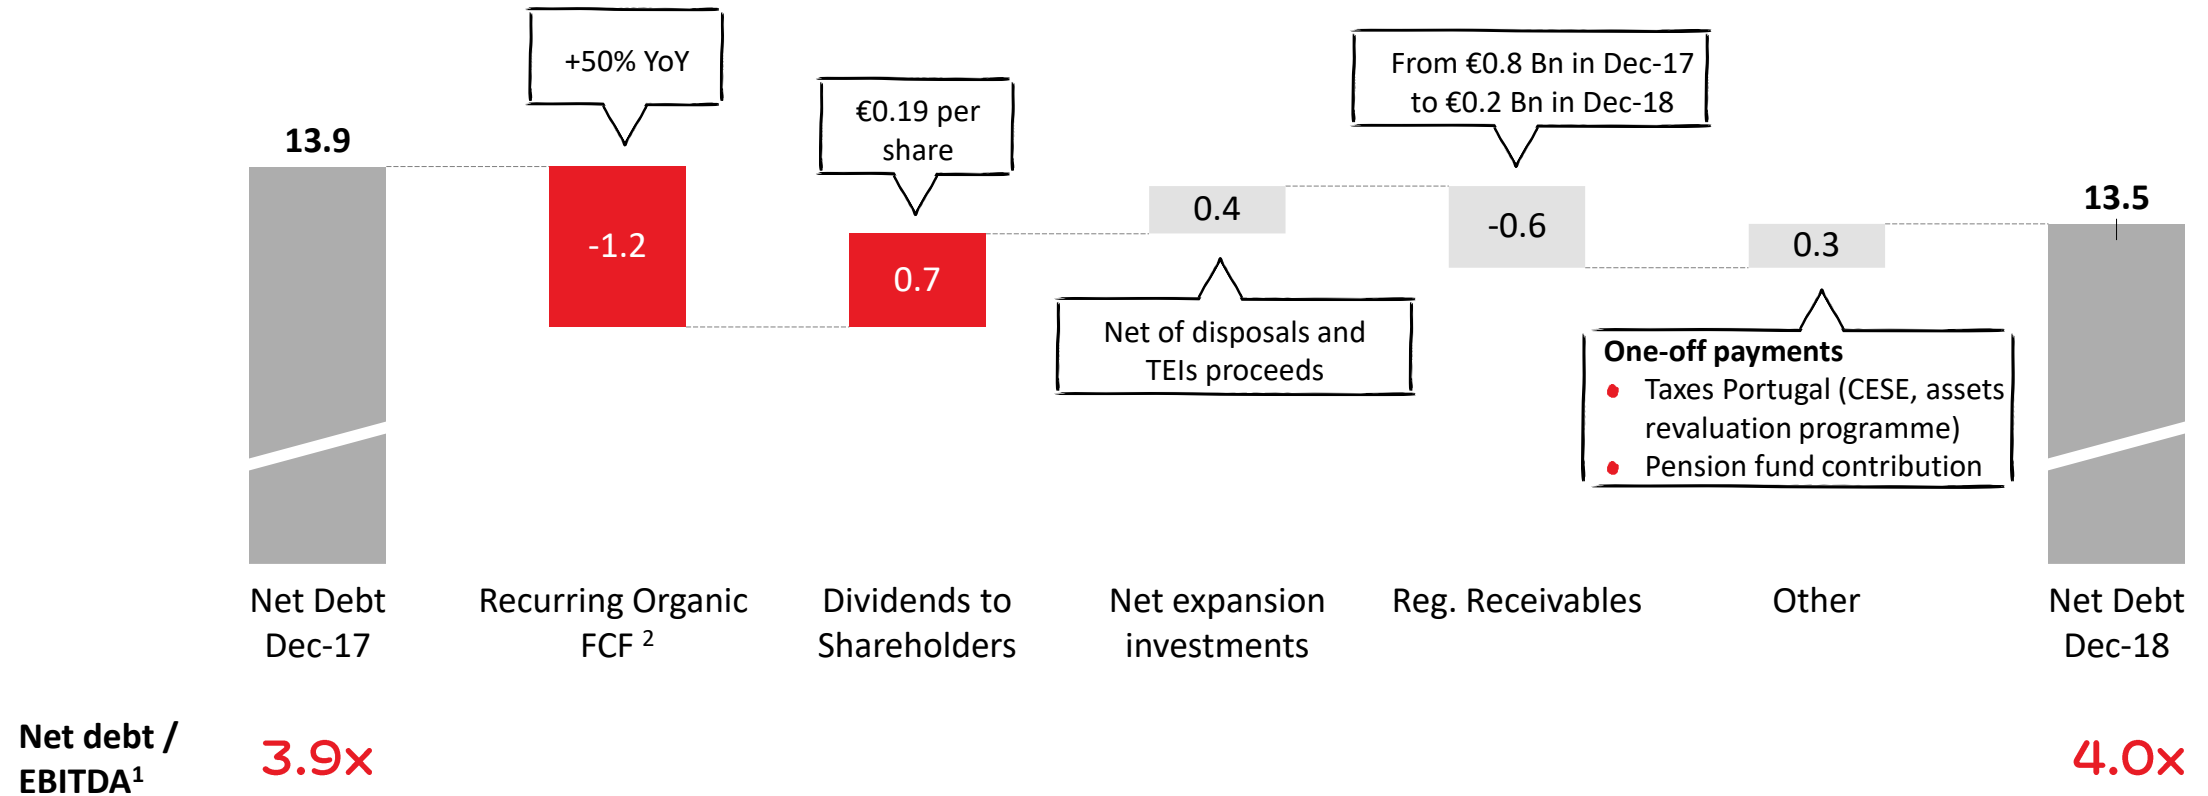 +50% YoY
€0.19 per
share
From €0.8 Bn in Dec-17
to €0.2 Bn in Dec-18
13.9
-1.2
0.7
0.4
-0.6
0.3
13.5
Net of disposals and
TEIs proceeds
One-off payments
Taxes Portugal (CESE, assets
revaluation programme)
Pension fund contribution
Net Debt
Dec-17
Recurring Organic
FCF 2
Dividends to
Shareholders
Net expansion
investments
Reg. Receivables
Other
Net Debt
Dec-18
Net debt /
EBITDA1
3.9x
4.0x